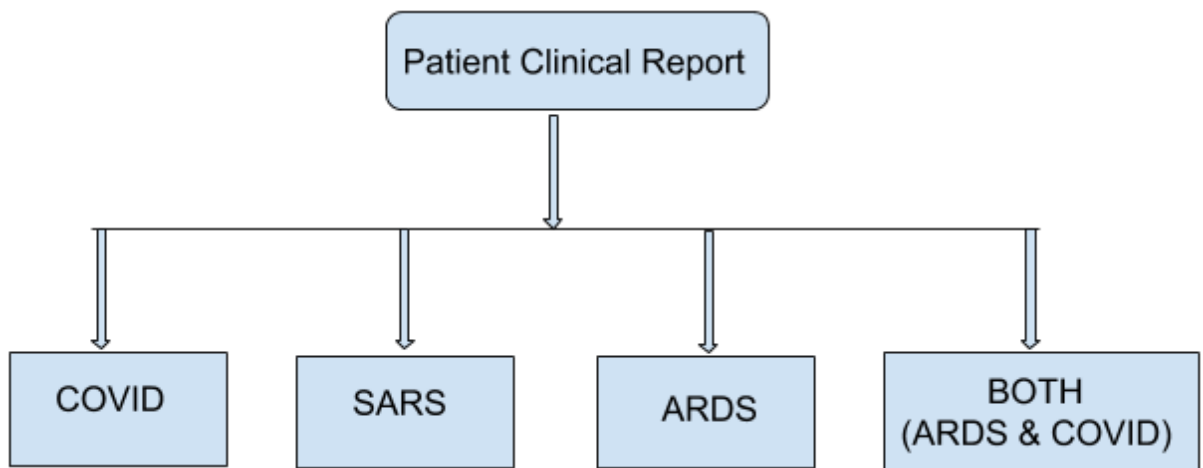 Patient Clinical Report
COVID
SARS
ARDS
BOTH
(ARDS & COVID)